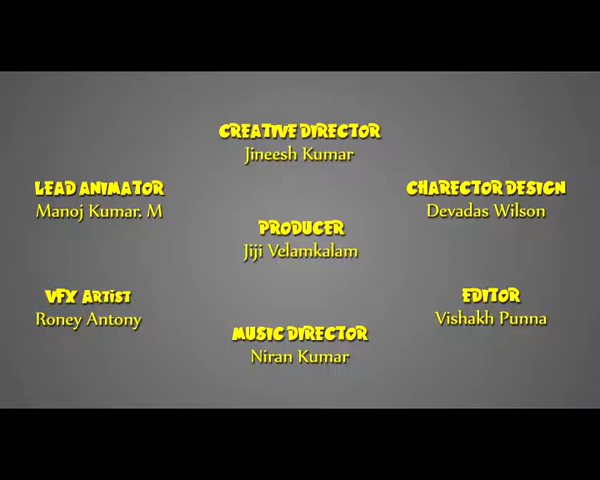 CREATIVE DIRECTOR
Jineesh Kumar
LEAD ANIMATOR
Manoj Kumar. M
CHARECTOR DESIGN
Devadas Wilson
PRODUCER
Jiji Velamkalam
VFX Artist
Roney Antony
EDITOR
Vishakh Punna
MUSIC DIRECTOR
Niran Kumar